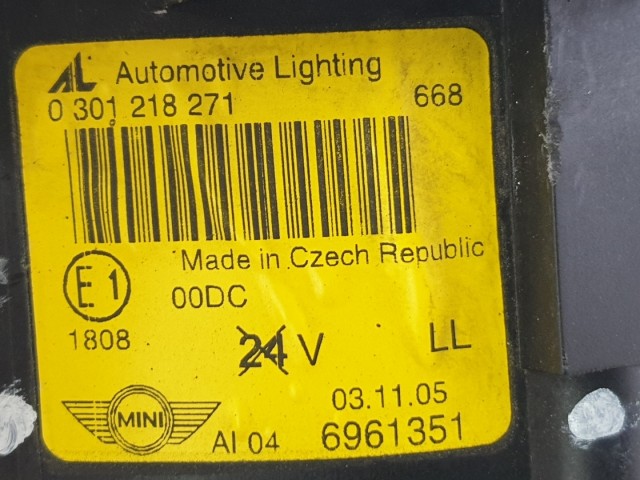 AL Automotive Lighting
0 301 218 271 668
Made in Czech Republic
E1 00DC
1808 24 V LL
03.11.05
MINI AI 04 6961351